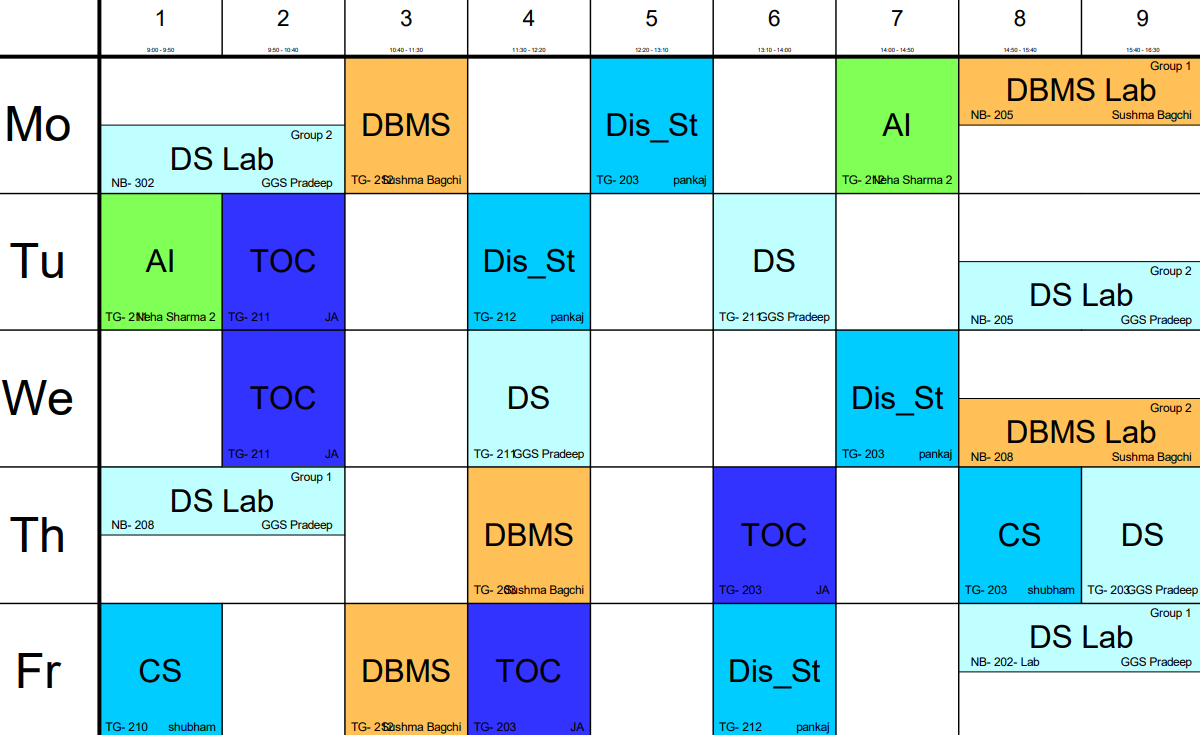 1 2 3 4 5 6 7 8 9
9:00 - 9:50 9:50 - 10:40 10:40 - 11:30 11:30 - 12:20 12:20 - 13:10 13:10 - 14:00 14:00 - 14:50 14:50 - 15:40 15:40 - 16:30
Mo
Group 2
DS Lab
NB- 302 GGS Pradeep
DBMS
TG- 212 Sushma Bagchi
Dis_St
TG- 203 pankaj
AI
TG- 212 Neha Sharma 2
Group 1
DBMS Lab
NB- 205 Sushma Bagchi
Tu
AI
TG- 211 Neha Sharma 2
TOC
TG- 211 JA
Dis_St
TG- 212 pankaj
DS
TG- 211 GGS Pradeep
Group 2
DS Lab
NB- 205 GGS Pradeep
We
TOC
TG- 211 JA
DS
TG- 211 GGS Pradeep
Dis_St
TG- 203 pankaj
Group 2
DBMS Lab
NB- 208 Sushma Bagchi
Th
Group 1
DS Lab
NB- 208 GGS Pradeep
DBMS
TG- 203 Sushma Bagchi
TOC
TG- 203 JA
CS
TG- 203 shubham
DS
TG- 203 GGS Pradeep
Fr
CS
TG- 210 shubham
DBMS
TG- 212 Sushma Bagchi
TOC
TG- 203 JA
Dis_St
TG- 212 pankaj
Group 1
DS Lab
NB- 202- Lab GGS Pradeep